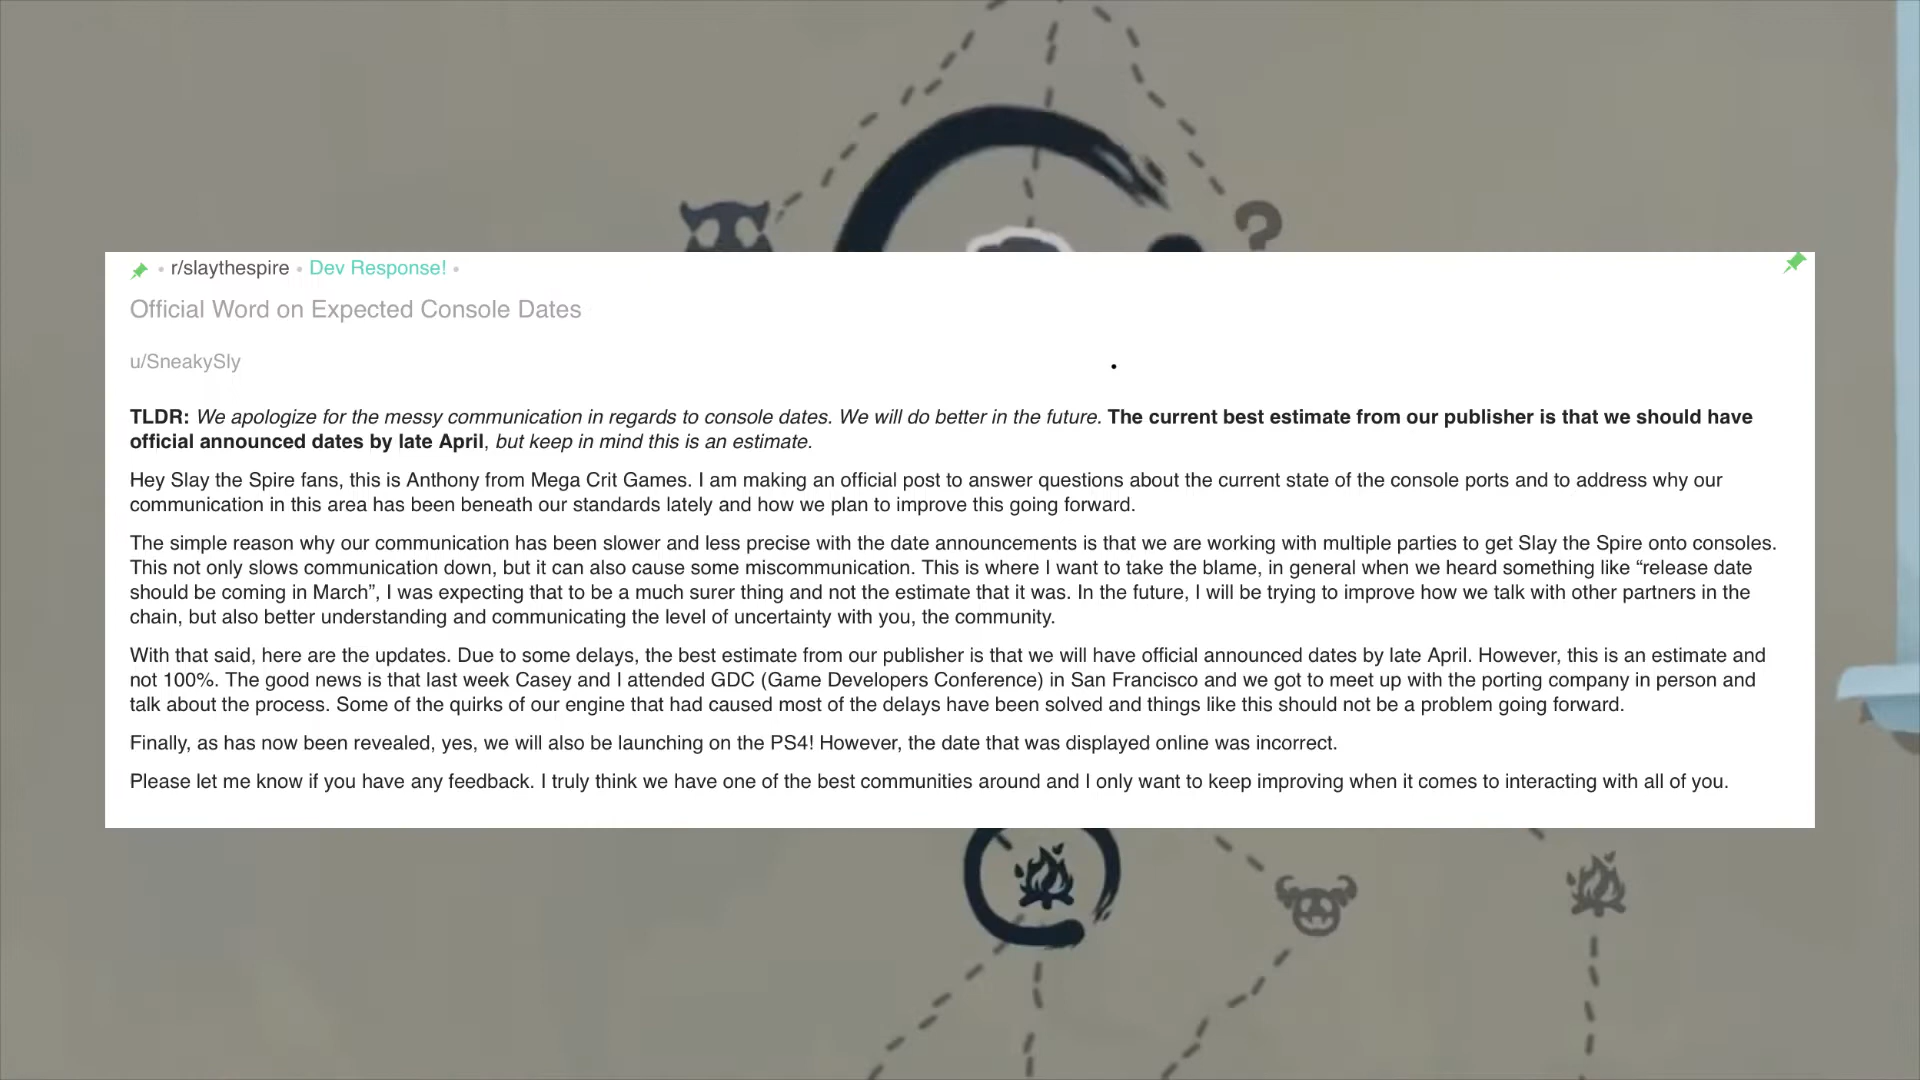 • r/slaythespire • Dev Response! •
Official Word on Expected Console Dates
u/SneakySly
TLDR: We apologize for the messy communication in regards to console dates. We will do better in the future. The current best estimate from our publisher is that we should have
official announced dates by late April, but keep in mind this is an estimate.
Hey Slay the Spire fans, this is Anthony from Mega Crit Games. I am making an official post to answer questions about the current state of the console ports and to address why our
communication in this area has been beneath our standards lately and how we plan to improve this going forward.
The simple reason why our communication has been slower and less precise with the date announcements is that we are working with multiple parties to get Slay the Spire onto consoles.
This not only slows communication down, but it can also cause some miscommunication. This is where I want to take the blame, in general when we heard something like “release date
should be coming in March”, I was expecting that to be a much surer thing and not the estimate that it was. In the future, I will be trying to improve how we talk with other partners in the
chain, but also better understanding and communicating the level of uncertainty with you, the community.
With that said, here are the updates. Due to some delays, the best estimate from our publisher is that we will have official announced dates by late April. However, this is an estimate and
not 100%. The good news is that last week Casey and I attended GDC (Game Developers Conference) in San Francisco and we got to meet up with the porting company in person and
talk about the process. Some of the quirks of our engine that had caused most of the delays have been solved and things like this should not be a problem going forward.
Finally, as has now been revealed, yes, we will also be launching on the PS4! However, the date that was displayed online was incorrect.
Please let me know if you have any feedback. I truly think we have one of the best communities around and I only want to keep improving when it comes to interacting with all of you.